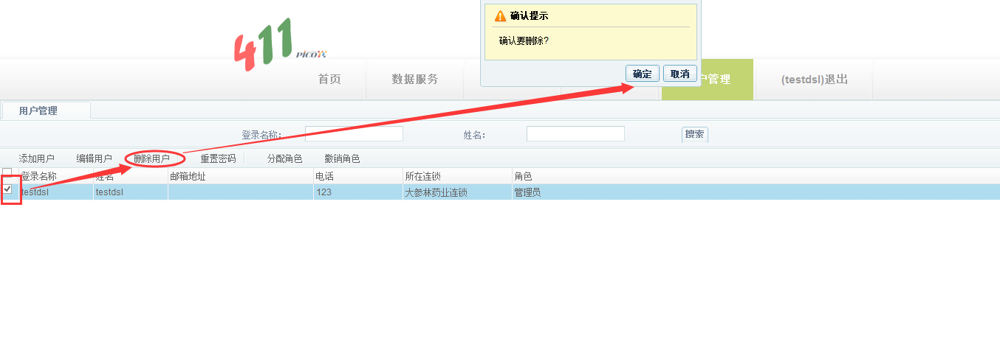 确认提示
确认要删除?
确定 取消
411 PICO
首页 数据服务 户管理 (testdsl)退出
用户管理
登录名称: 姓名: 搜索
添加用户 编辑用户 删除用户 重置密码 分配角色 撤销角色
登录名称 姓名 邮箱地址 电话 所在连锁 角色
testdsl testdsl 123 大参林药业连锁 管理员